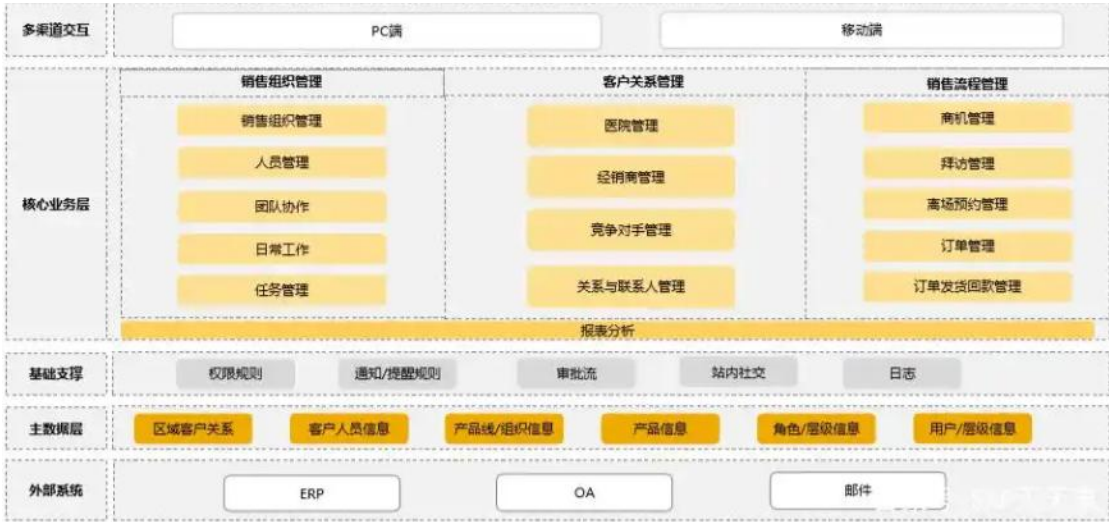 多渠道交互
PC端
移动端
销售组织管理
客户关系管理
销售流程管理
核心业务层
销售组织管理
人员管理
团队协作
日常工作
任务管理
医院管理
经销商管理
竞争对手管理
关系与联系人管理
商机管理
拜访管理
离场预约管理
订单管理
订单发货回款管理
报表分析
基础支撑
权限规则
通知/提醒规则
审批流
站内社交
日志
主数据层
区域客户关系
客户人员信息
产品线/组织信息
产品信息
角色/层级信息
用户/层级信息
外部系统
ERP
OA
邮件